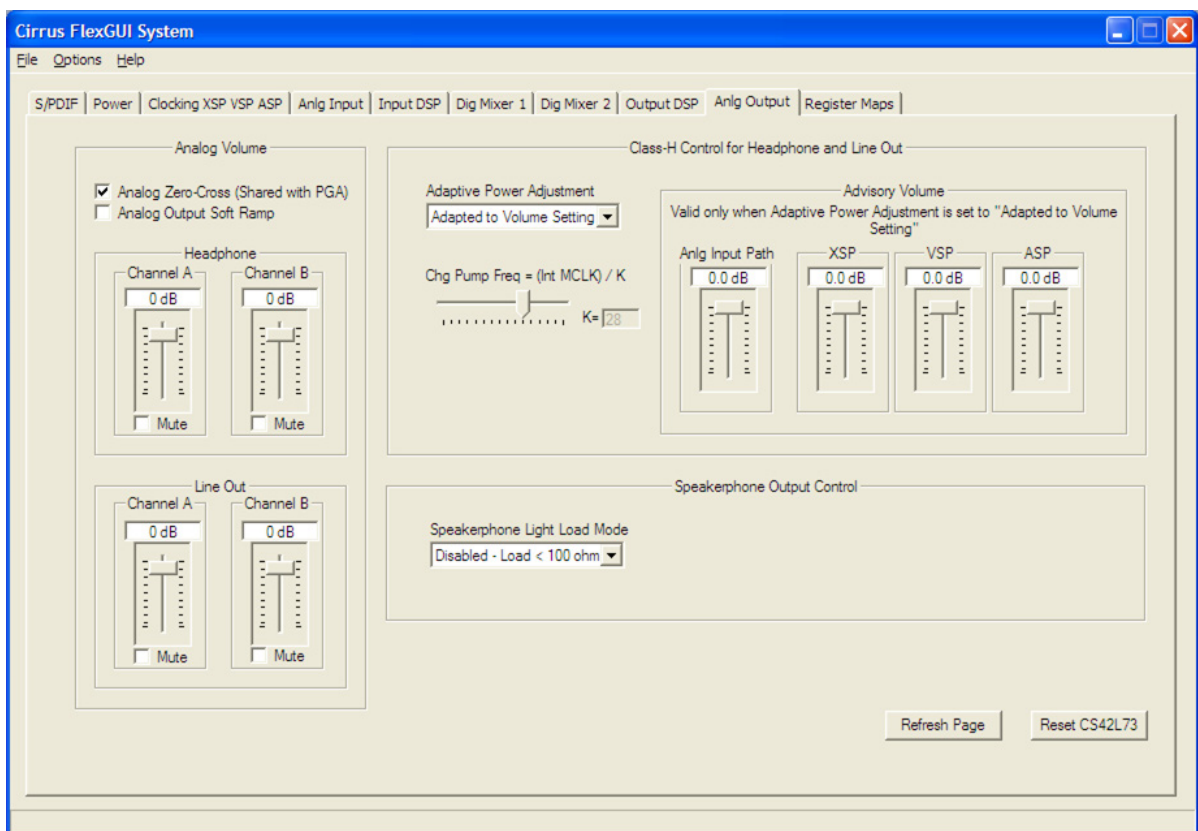 Cirrus FlexGUI System
File Options Help
S/PDIF Power Clocking XSP VSP ASP Anlg Input Input DSP Dig Mixer 1 Dig Mixer 2 Output DSP Anlg Output Register Maps
Analog Volume
Analog Zero-Cross (Shared with PGA)
Analog Output Soft Ramp
Headphone
Channel A Channel B
0 dB 0 dB
Mute Mute
Line Out
Channel A Channel B
0 dB 0 dB
Mute Mute
Class-H Control for Headphone and Line Out
Adaptive Power Adjustment
Adapted to Volume Setting
Chg Pump Freq = (Int MCLK) / K
K= 28
Advisory Volume
Valid only when Adaptive Power Adjustment is set to "Adapted to Volume
Setting"
Anlg Input Path XSP VSP ASP
0.0 dB 0.0 dB 0.0 dB 0.0 dB
Speakerphone Output Control
Speakerphone Light Load Mode
Disabled - Load < 100 ohm
Refresh Page Reset CS42L73